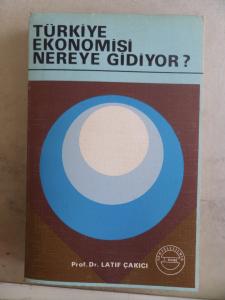 TÜRKİYE
EKONOMİSİ
NEREYE GİDİYOR?
Prof. Dr. LATİF ÇAKICI